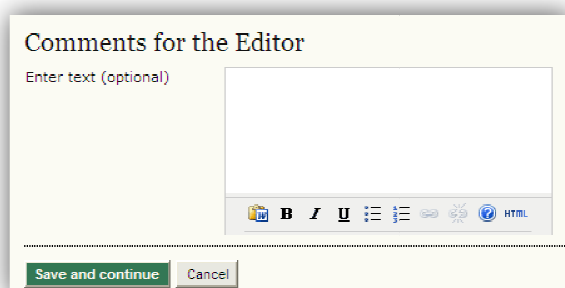 Comments for the Editor
Enter text (optional)
B I U HTML
Save and continue Cancel